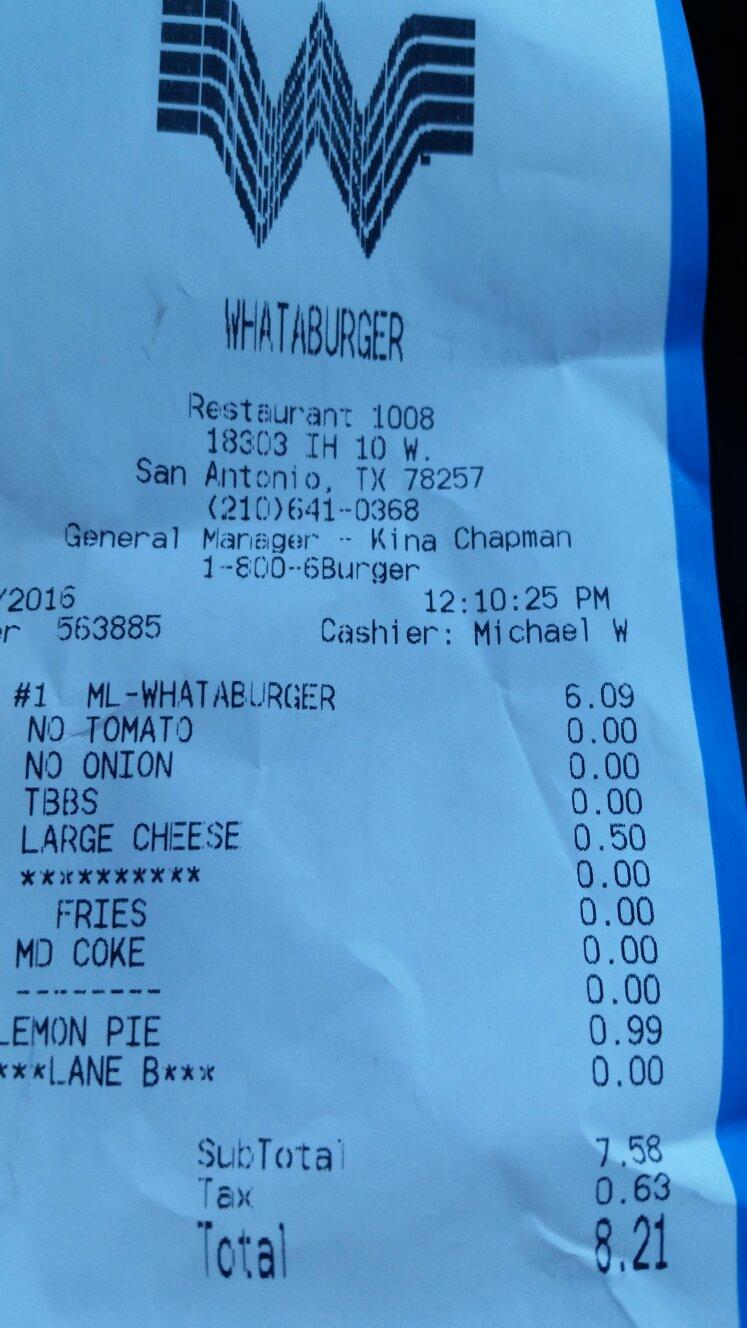 WHATABURGER
Restaurant 1008
18303 IH 10 W.
San Antonio, TX 78257
(210)641-0368
General Manager - Kina Chapman
1-800-6Burger
/2016 12:10:25 PM
er 563885 Cashier: Michael W
#1 ML-WHATABURGER 6.09
NO TOMATO 0.00
NO ONION 0.00
TBBS 0.00
LARGE CHEESE 0.50
********** 0.00
FRIES 0.00
MD COKE 0.00
-------- 0.00
LEMON PIE 0.99
***LANE B*** 0.00
SubTotal 7.58
Tax 0.63
Total 8.21